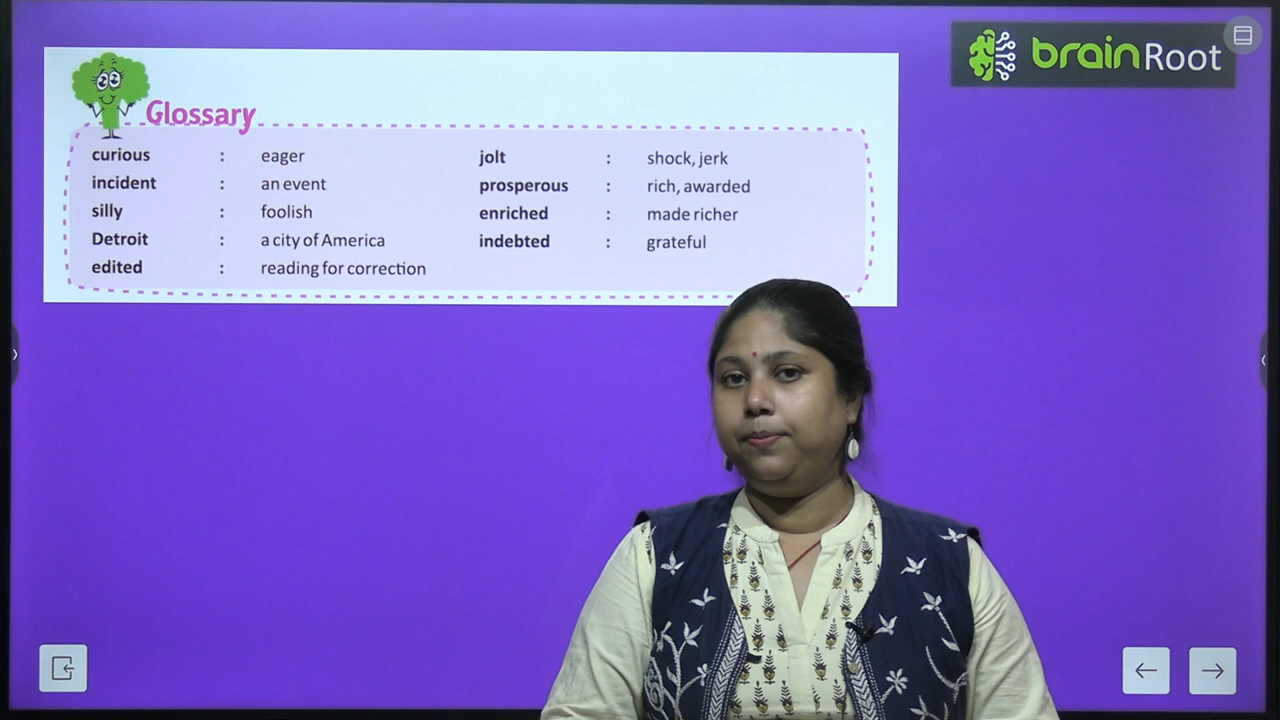 brainRoot
Glossary
curious : eager
incident : an event
silly : foolish
Detroit : a city of America
edited : reading for correction
jolt : shock, jerk
prosperous : rich, awarded
enriched : made richer
indebted : grateful